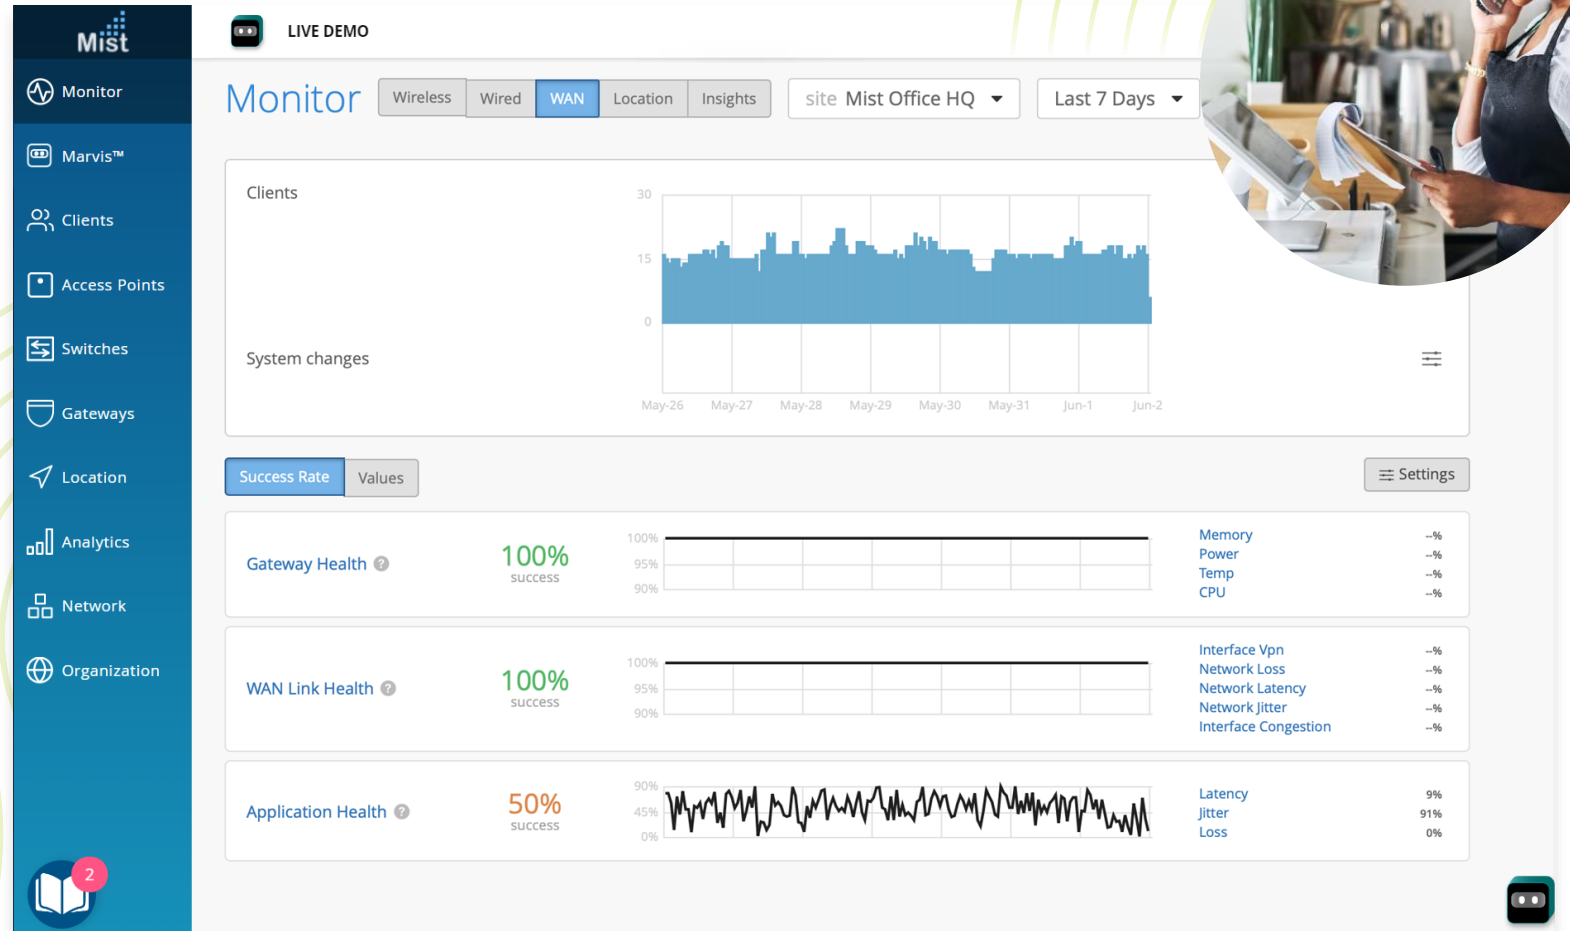 Mist
LIVE DEMO
Monitor
Marvis™
Clients
Access Points
Switches
Gateways
Location
Analytics
Network
Organization
2
Monitor
Wireless
Wired
WAN
Location
Insights
site Mist Office HQ
Last 7 Days
Clients
30
15
0
System changes
May-26
May-27
May-28
May-29
May-30
May-31
Jun-1
Jun-2
Success Rate
Values
Settings
Gateway Health ?
100%
success
100%
95%
90%
Memory --%
Power --%
Temp --%
CPU --%
WAN Link Health ?
100%
success
100%
95%
90%
Interface Vpn --%
Network Loss --%
Network Latency --%
Network Jitter --%
Interface Congestion --%
Application Health ?
50%
success
90%
45%
0%
Latency 9%
Jitter 91%
Loss 0%